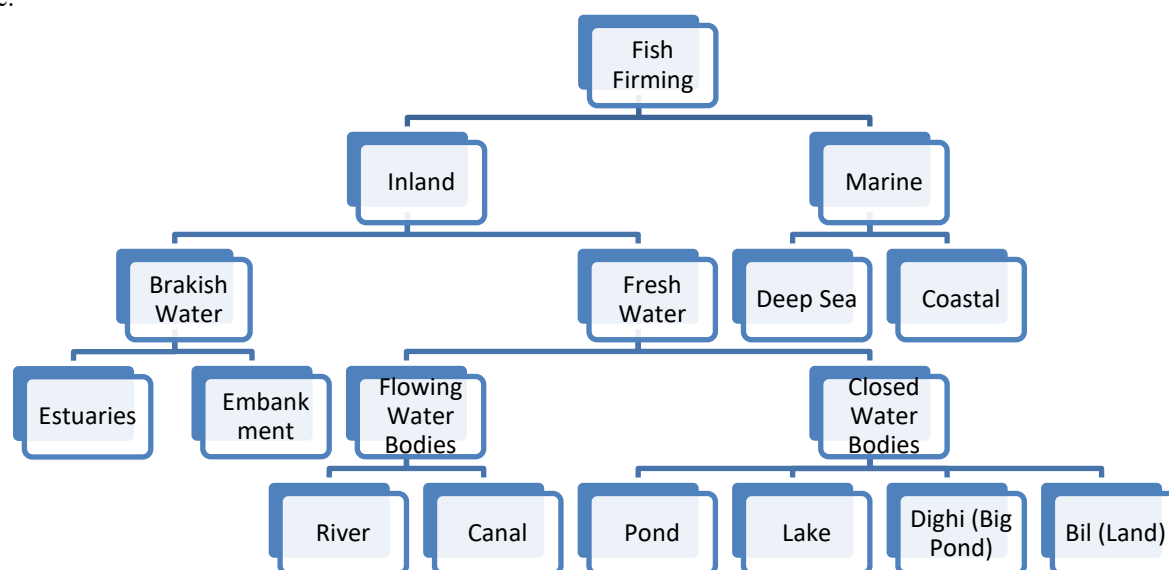 Fish
Firming
Inland
Marine
Brakish
Water
Fresh
Water
Deep Sea
Coastal
Estuaries
Embank
ment
Flowing
Water
Bodies
Closed
Water
Bodies
River
Canal
Pond
Lake
Dighi (Big
Pond)
Bil (Land)